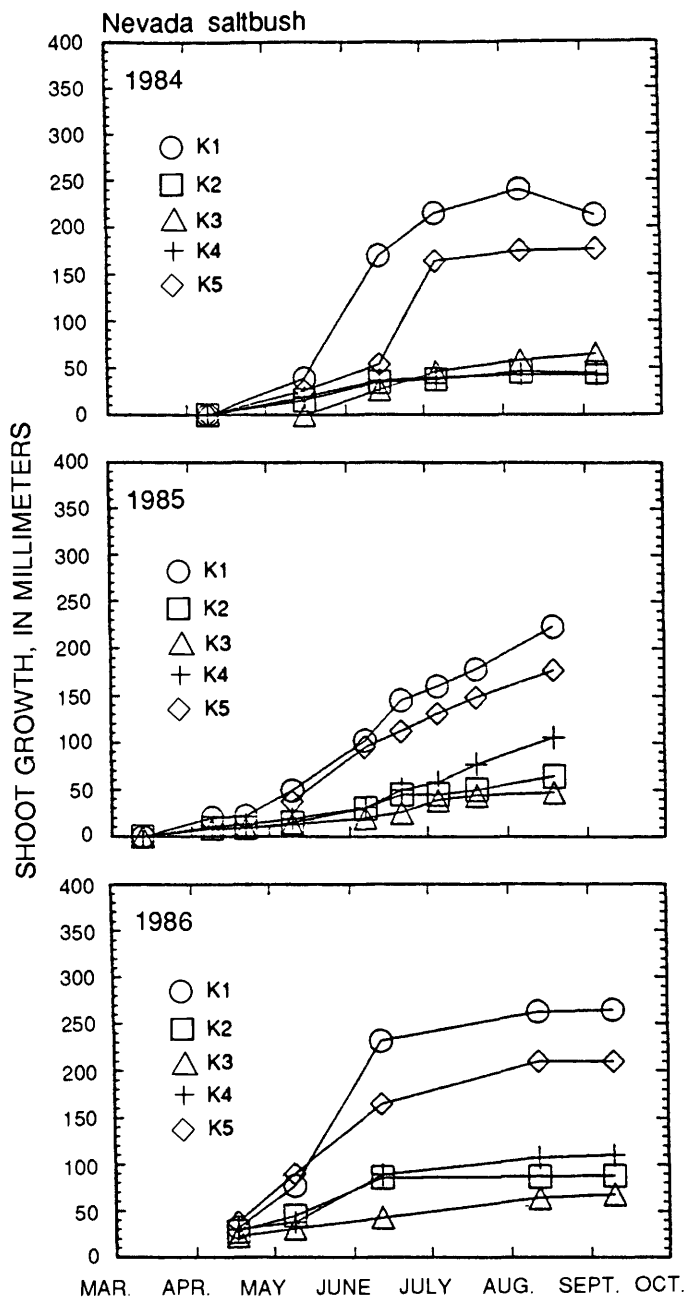 Nevada saltbush
SHOOT GROWTH, IN MILLIMETERS
400
350
300
250
200
150
100
50
0
1984
K1
K2
K3
K4
K5
400
350
300
250
200
150
100
50
0
1985
K1
K2
K3
K4
K5
400
350
300
250
200
150
100
50
0
1986
K1
K2
K3
K4
K5
MAR. APR. MAY JUNE JULY AUG. SEPT. OCT.